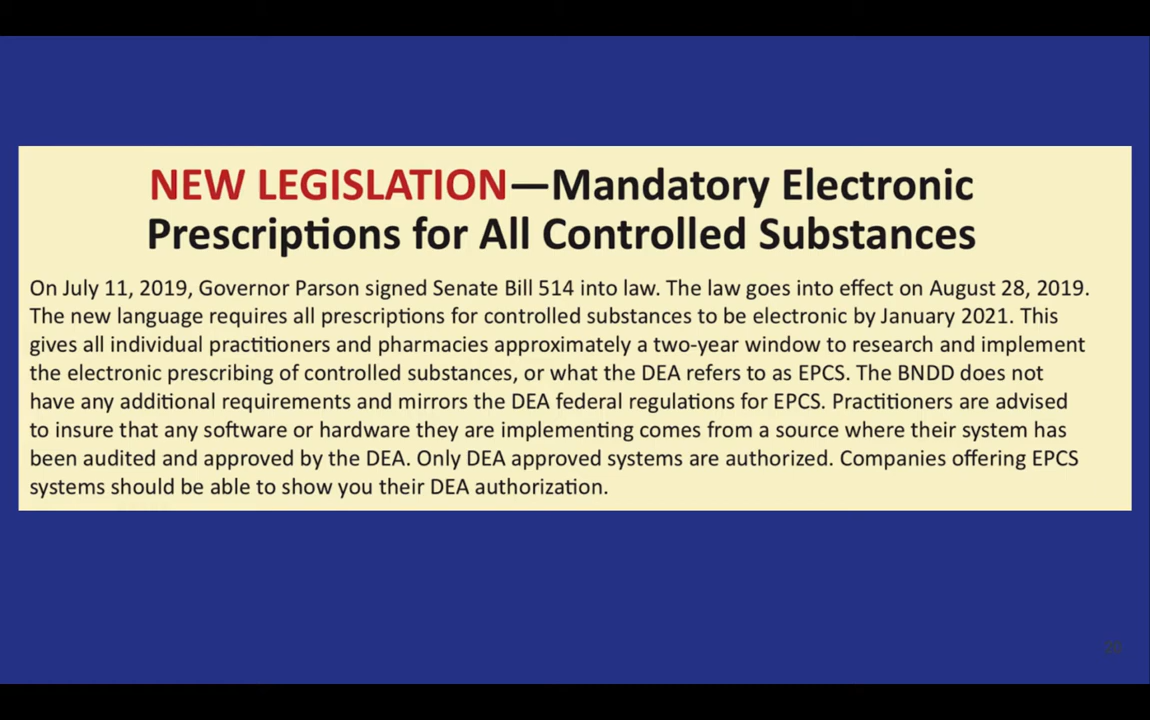 NEW LEGISLATION—Mandatory Electronic
Prescriptions for All Controlled Substances
On July 11, 2019, Governor Parson signed Senate Bill 514 into law. The law goes into effect on August 28, 2019.
The new language requires all prescriptions for controlled substances to be electronic by January 2021. This
gives all individual practitioners and pharmacies approximately a two-year window to research and implement
the electronic prescribing of controlled substances, or what the DEA refers to as EPCS. The BNDD does not
have any additional requirements and mirrors the DEA federal regulations for EPCS. Practitioners are advised
to insure that any software or hardware they are implementing comes from a source where their system has
been audited and approved by the DEA. Only DEA approved systems are authorized. Companies offering EPCS
systems should be able to show you their DEA authorization.